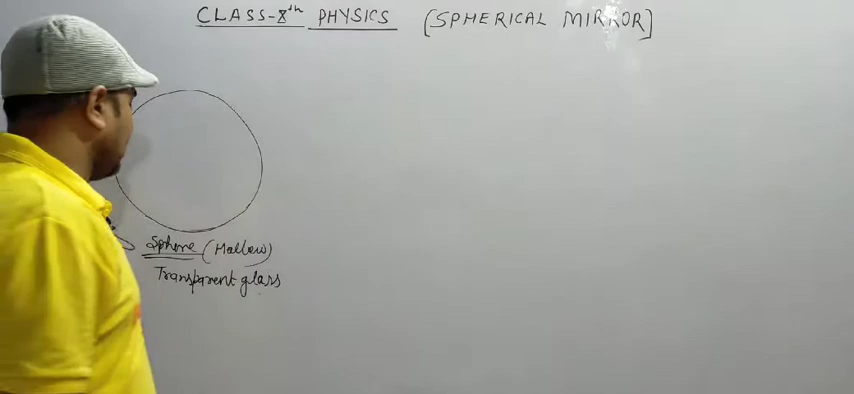 CLASS-8th PHYSICS (SPHERICAL MIRROR)
Sphere (Hollow)
Transparent glass